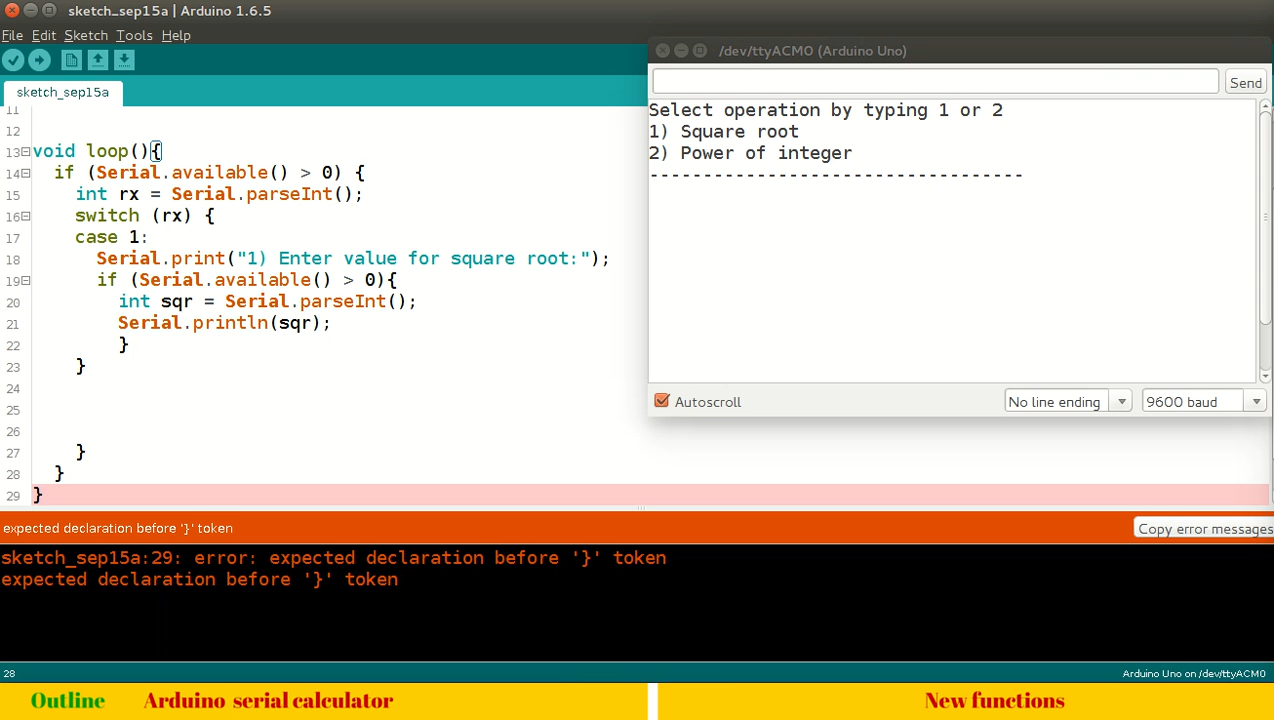 sketch_sep15a | Arduino 1.6.5
File Edit Sketch Tools Help
sketch_sep15a
11
12
13 void loop(){
14 if (Serial.available() > 0) {
15 int rx = Serial.parseInt();
16 switch (rx) {
17 case 1:
18 Serial.print("1) Enter value for square root:");
19 if (Serial.available() > 0){
20 int sqr = Serial.parseInt();
21 Serial.println(sqr);
22 }
23 }
24
25
26
27 }
28 }
29 }
/dev/ttyACM0 (Arduino Uno)
Send
Select operation by typing 1 or 2
1) Square root
2) Power of integer
-----------------------------------
Autoscroll
No line ending
9600 baud
expected declaration before '}' token
Copy error messages
sketch_sep15a:29: error: expected declaration before '}' token
expected declaration before '}' token
28
Arduino Uno on /dev/ttyACM0
Outline Arduino serial calculator
New functions